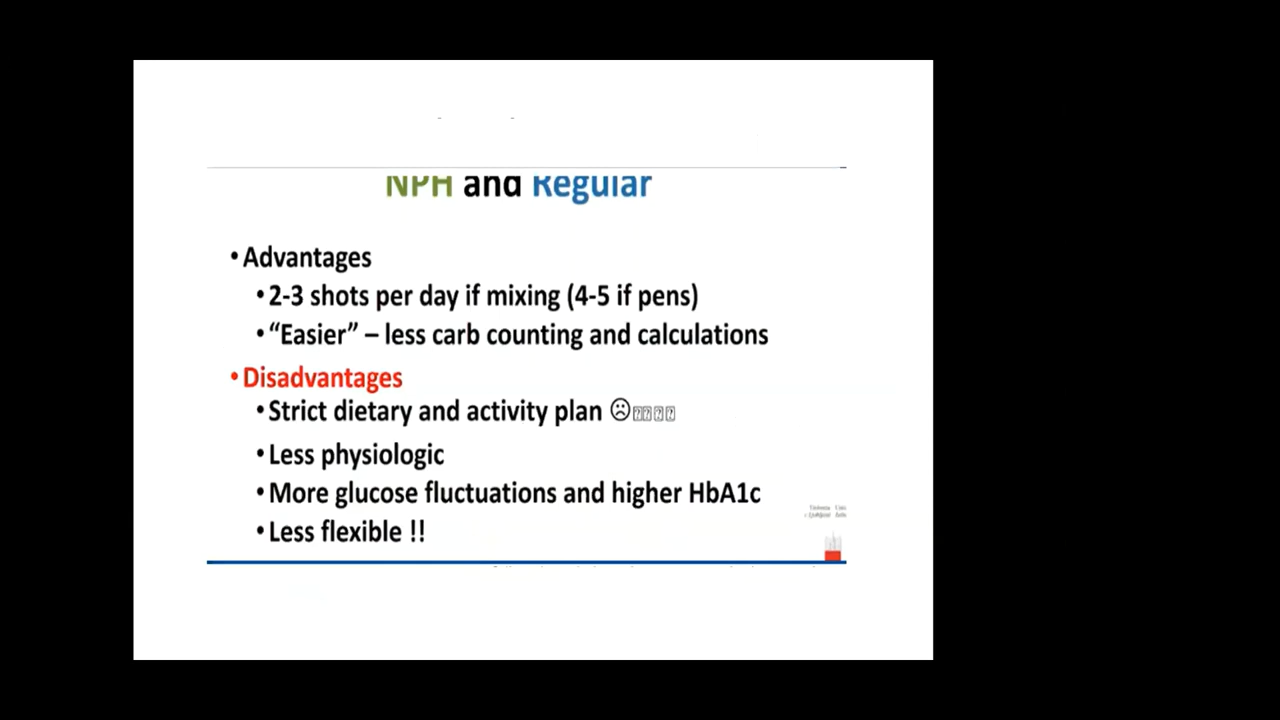 NPH and Regular
• Advantages
• 2-3 shots per day if mixing (4-5 if pens)
• “Easier” – less carb counting and calculations
• Disadvantages
• Strict dietary and activity plan ☹
• Less physiologic
• More glucose fluctuations and higher HbA1c
• Less flexible !!